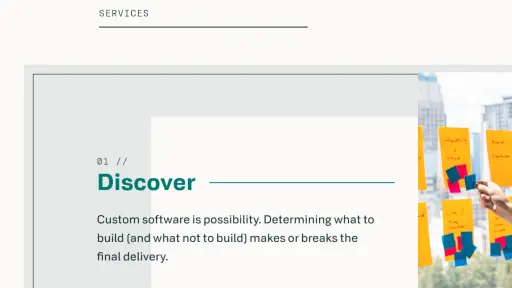 SERVICES
01 //
Discover
Custom software is possibility. Determining what to
build (and what not to build) makes or breaks the
final delivery.